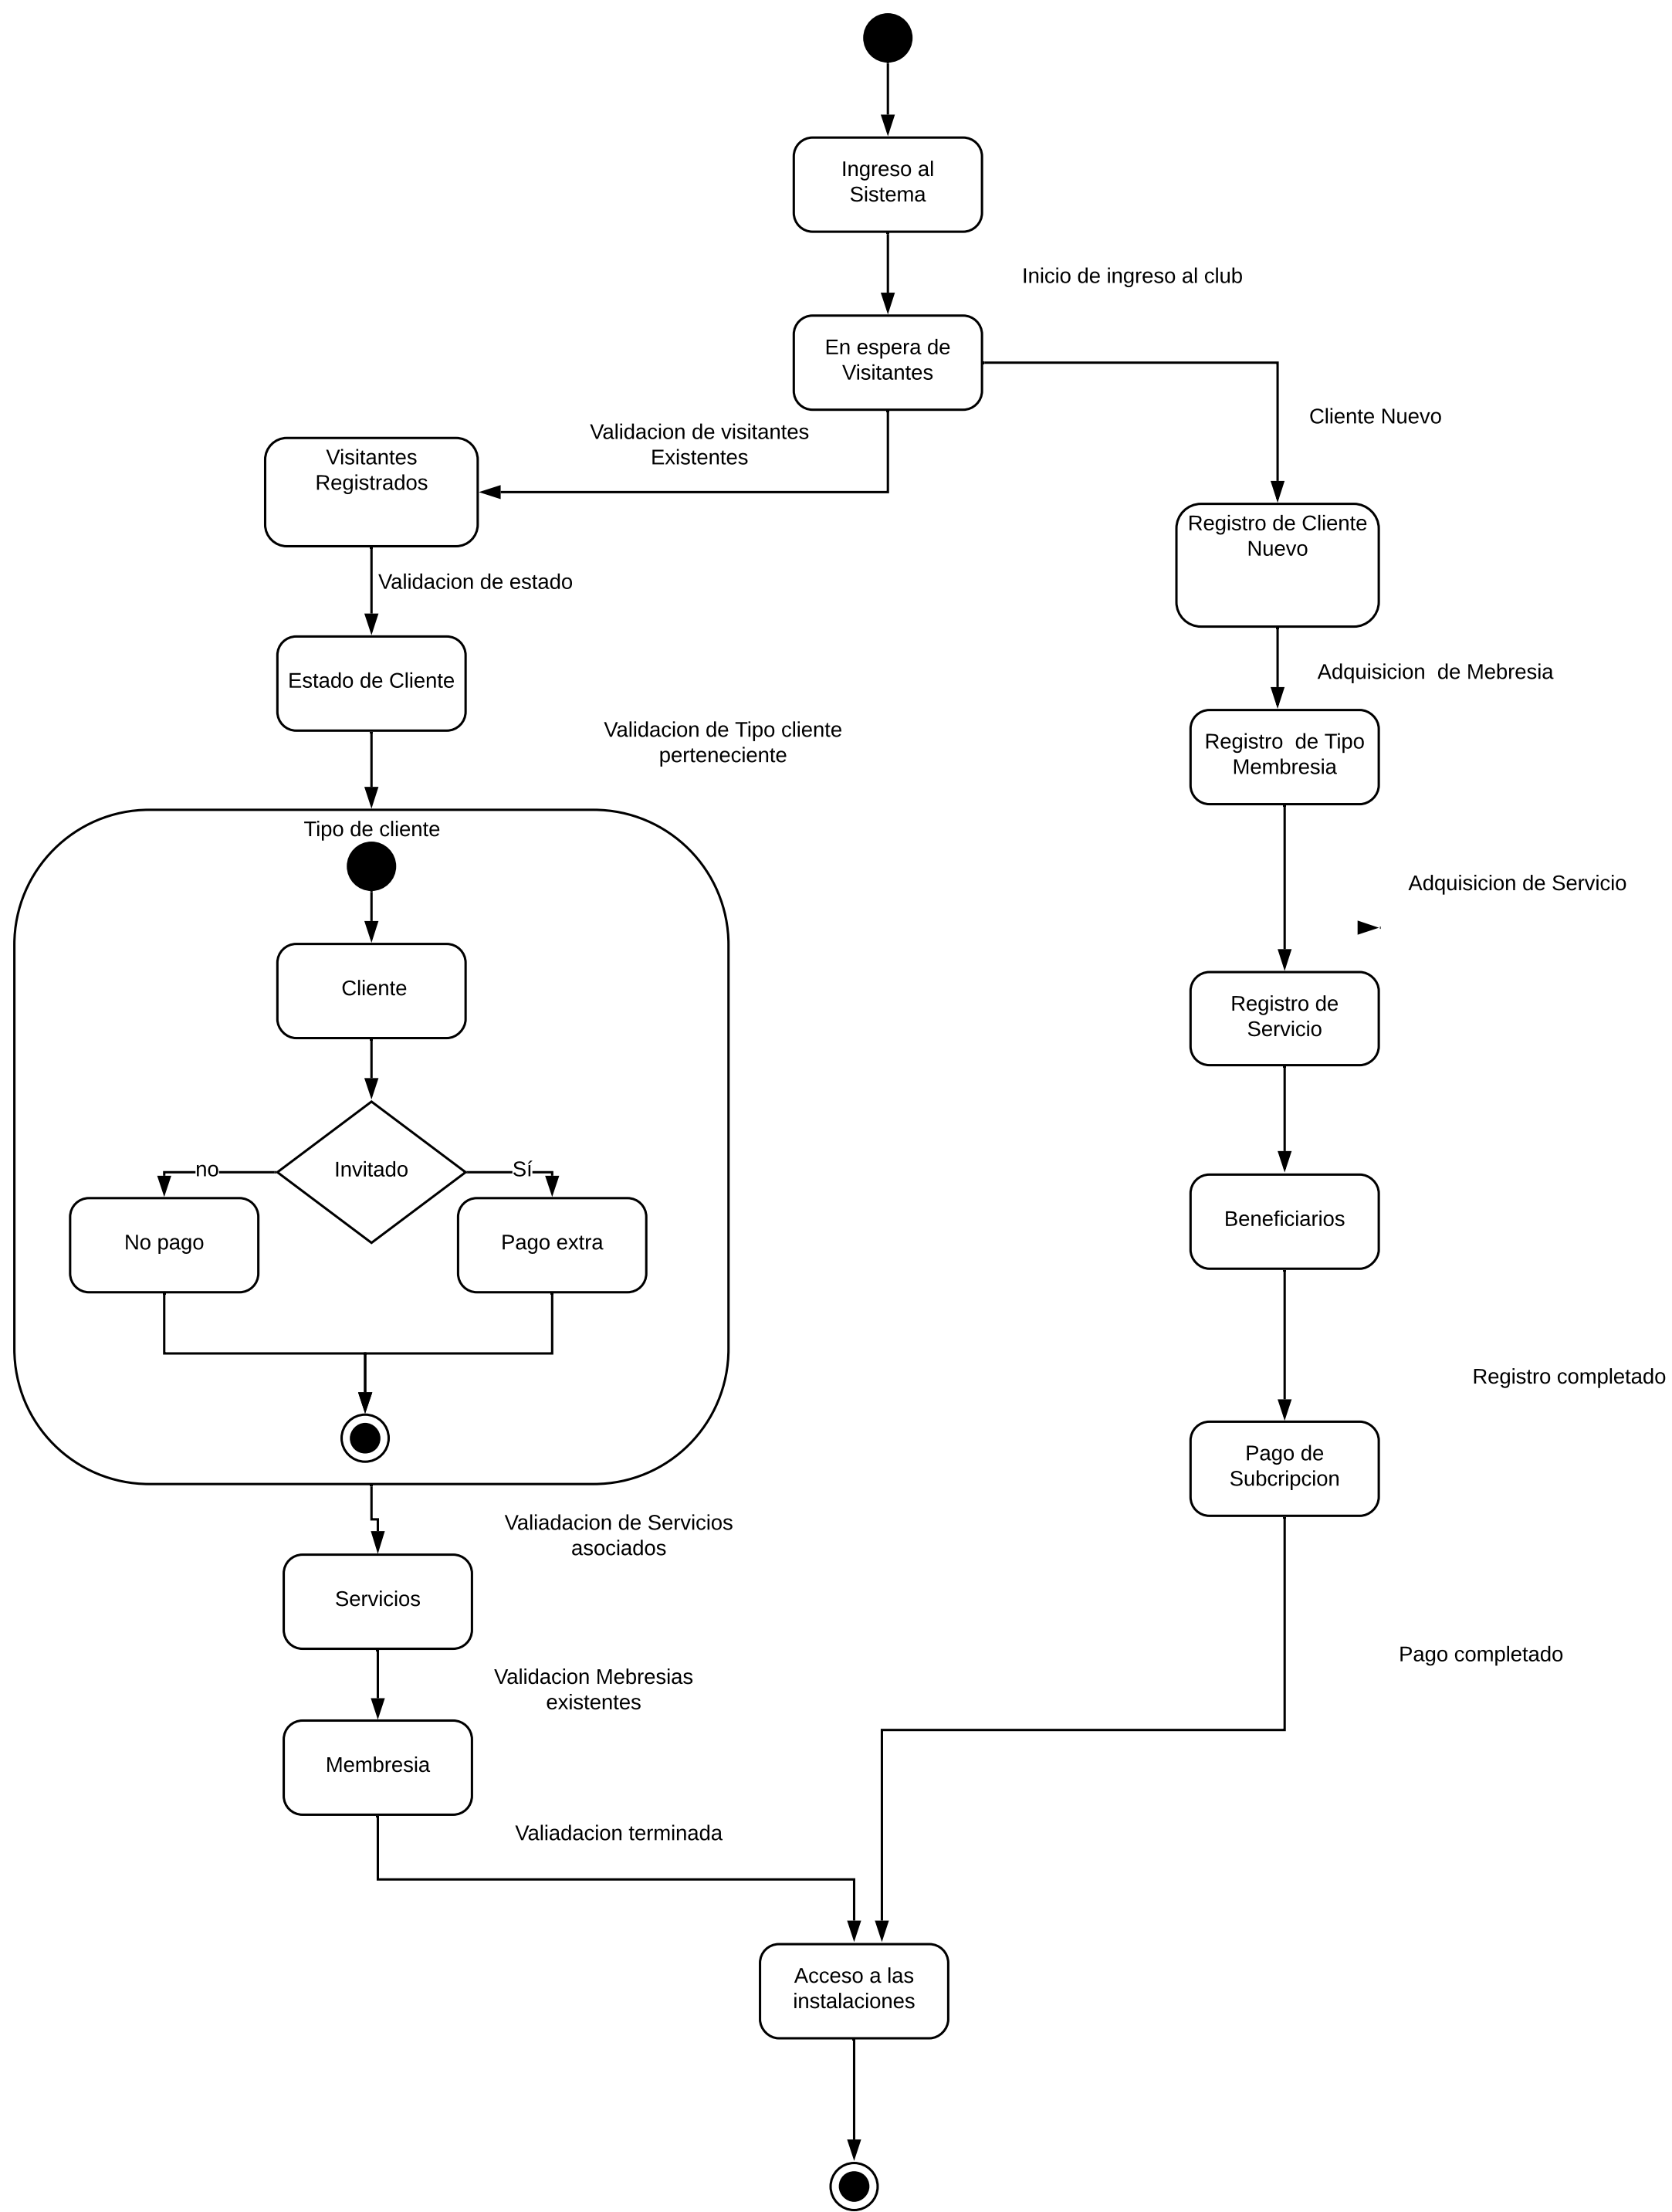 Ingreso al
Sistema
Inicio de ingreso al club
En espera de
Visitantes
Cliente Nuevo
Validacion de visitantes
Existentes
Visitantes
Registrados
Registro de Cliente
Nuevo
Validacion de estado
Estado de Cliente
Adquisicion  de Mebresia
Validacion de Tipo cliente
perteneciente
Registro  de Tipo
Membresia
Tipo de cliente
Adquisicion de Servicio
Cliente
Registro de
Servicio
no
Invitado
Sí
Beneficiarios
No pago
Pago extra
Registro completado
Pago de
Subcripcion
Valiadacion de Servicios
asociados
Servicios
Pago completado
Validacion Mebresias
existentes
Membresia
Valiadacion terminada
Acceso a las
instalaciones